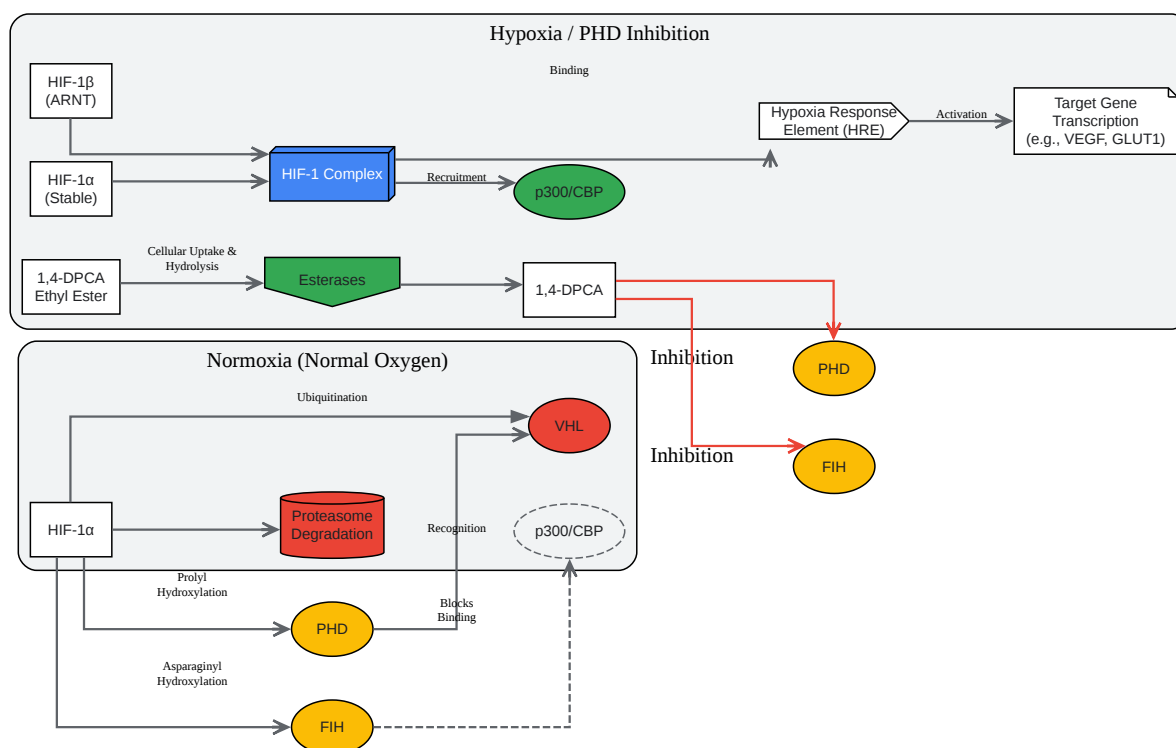 Hypoxia / PHD Inhibition
HIF-1β
(ARNT)
Binding
Hypoxia Response
Element (HRE)
Activation
Target Gene
Transcription
(e.g., VEGF, GLUT1)
HIF-1α
(Stable)
HIF-1 Complex
Recruitment
p300/CBP
1,4-DPCA
Ethyl Ester
Cellular Uptake &
Hydrolysis
Esterases
1,4-DPCA
Inhibition
PHD
Inhibition
FIH
Normoxia (Normal Oxygen)
Ubiquitination
VHL
HIF-1α
Proteasome
Degradation
Recognition
p300/CBP
Prolyl
Hydroxylation
PHD
Blocks
Binding
Asparaginyl
Hydroxylation
FIH